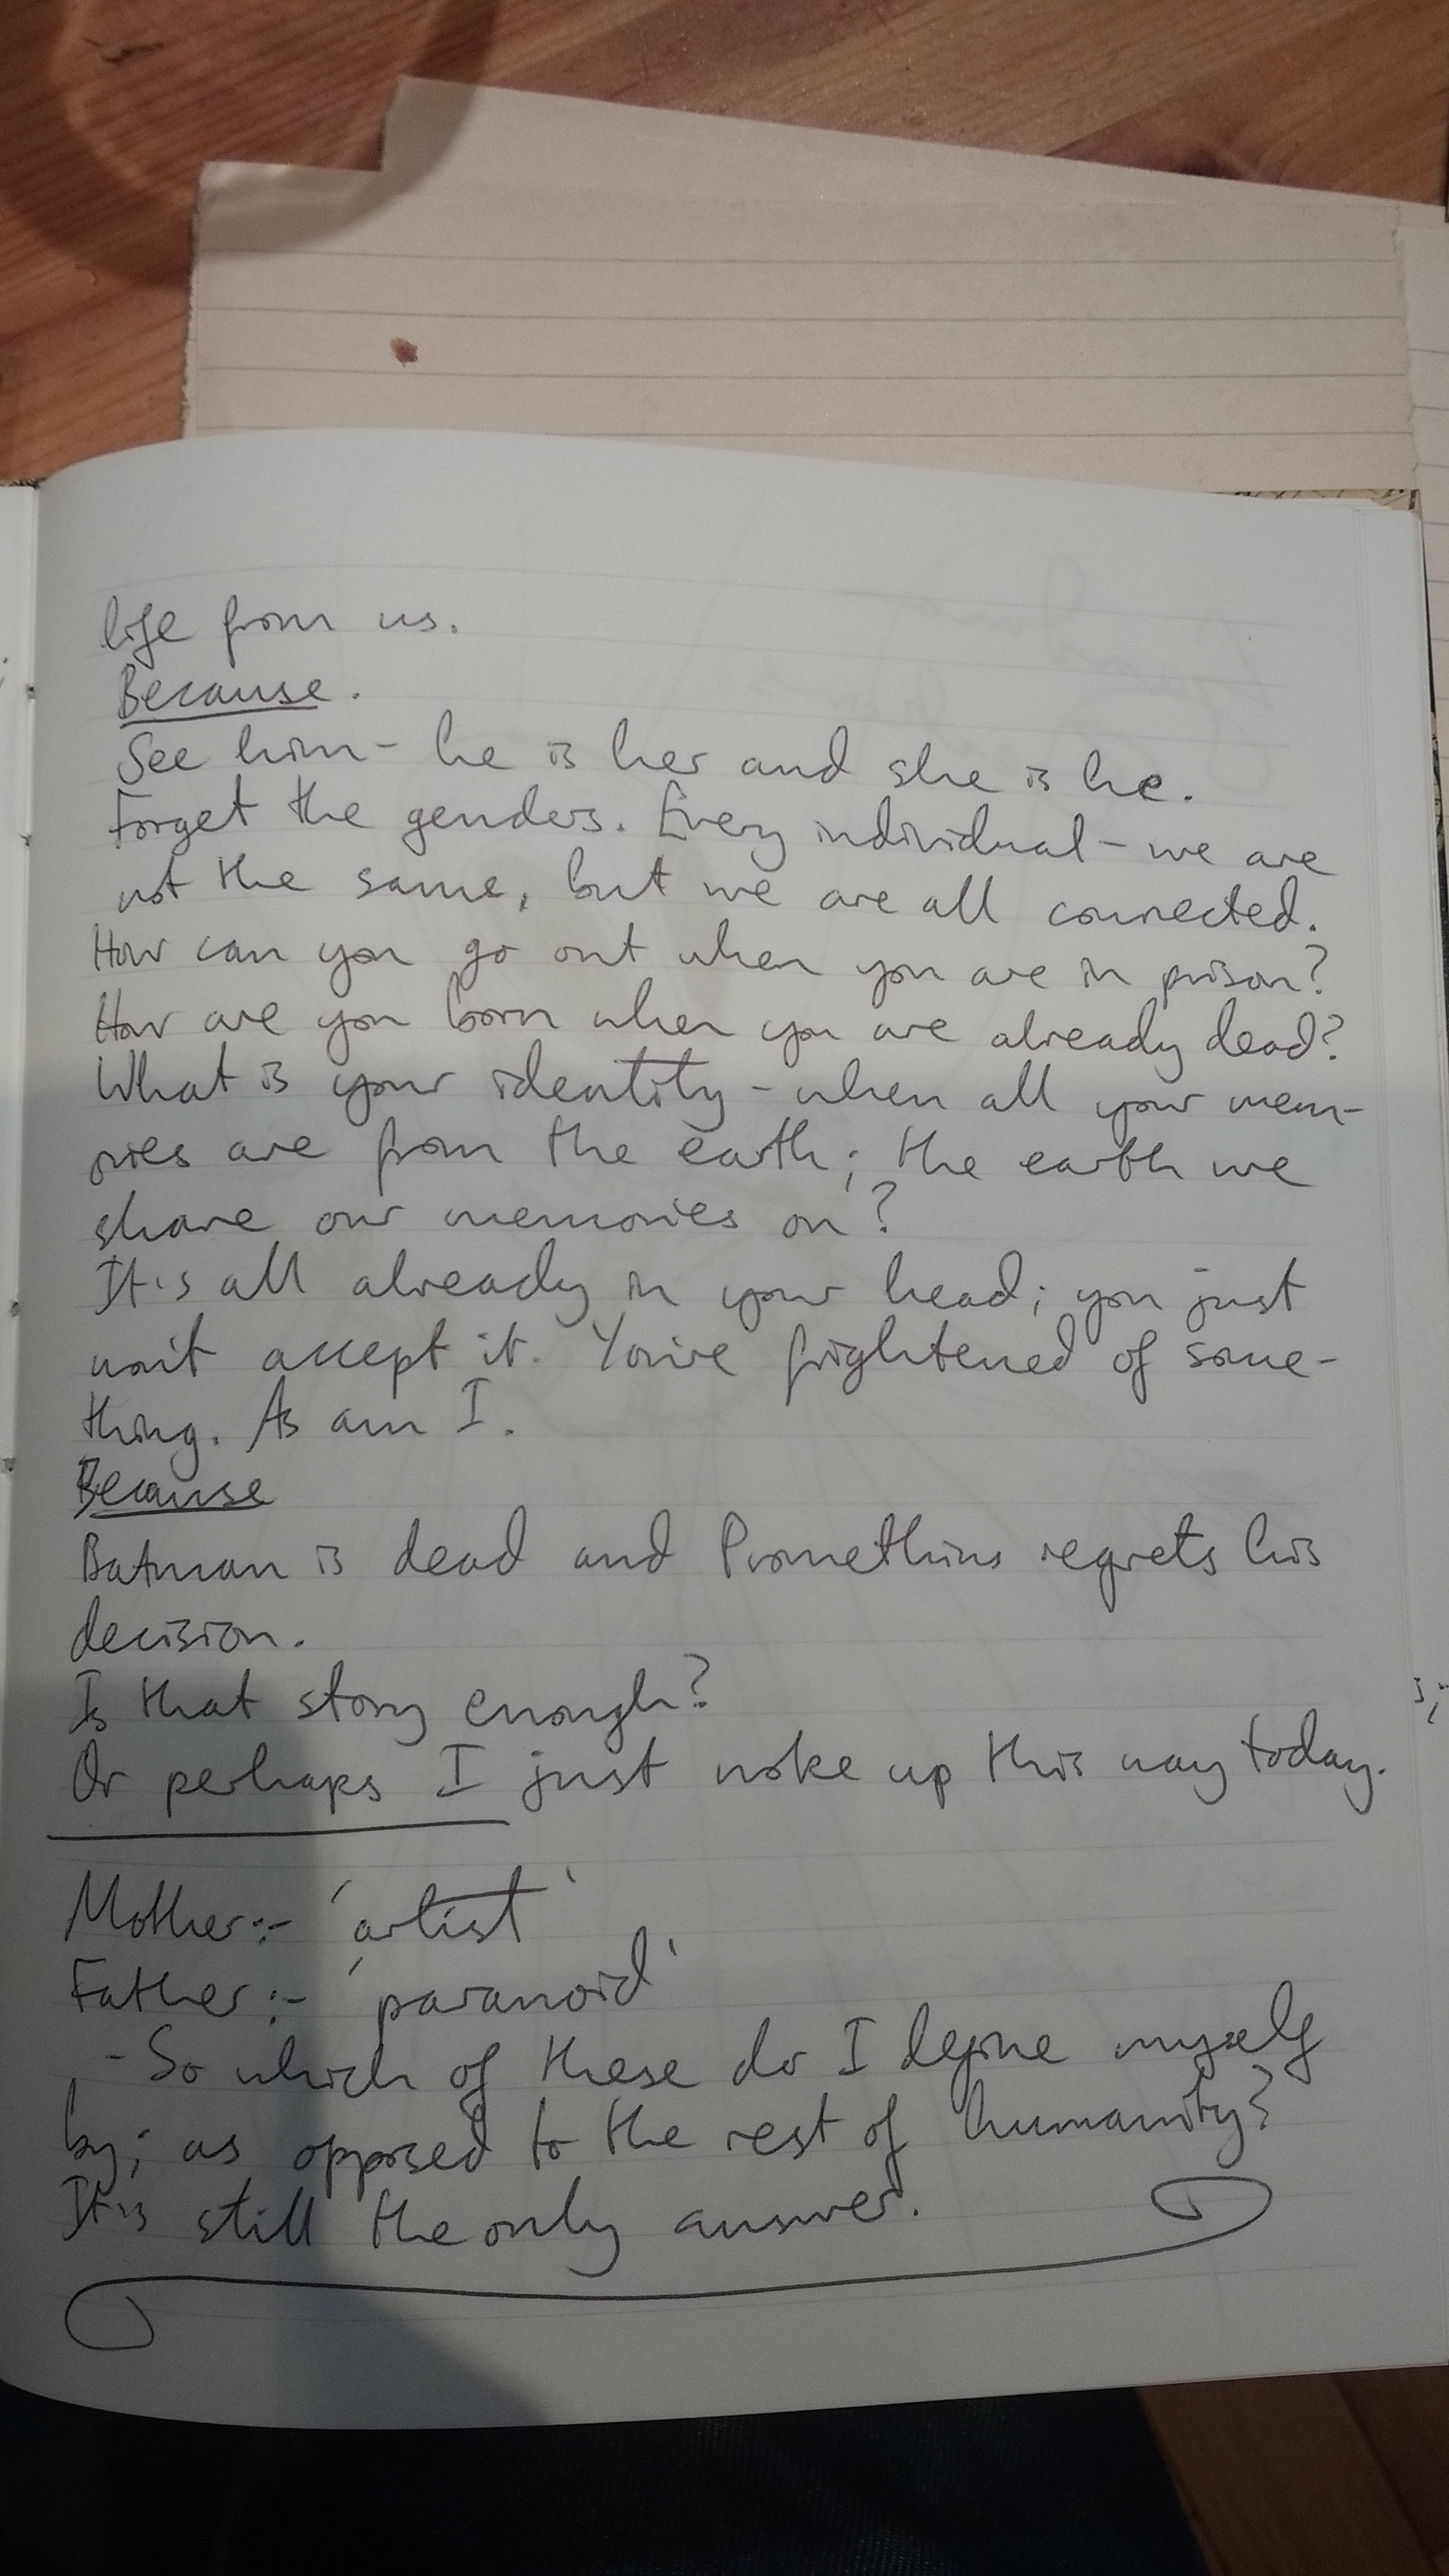 life from us.
Because.
See him - he is her and she is he.
Forget the genders. Every individual - we are
not the same, but we are all connected.
How can you go out when you are in prison?
How are you born when you are already dead?
What is your identity - when all your mem-
ories are from the earth; the earth we
share our memories on?
It's all already in your head; you just
won't accept it. You're frightened of some-
thing. As am I.
Because
Batman is dead and Prometheus regrets his
decision.
Is that story enough?
Or perhaps I just woke up this way today.
Mother:- 'artist'
Father:- 'paranoid'
- So which of these do I define myself
by; as opposed to the rest of humanity?
It's still the only answer.